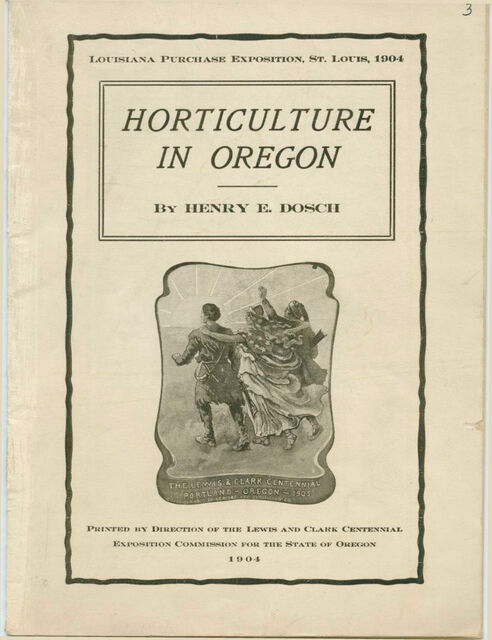 3
LOUISIANA PURCHASE EXPOSITION, ST. LOUIS, 1904
HORTICULTURE
IN OREGON
BY HENRY E. DOSCH
THE LEWIS & CLARK CENTENNIAL
PORTLAND - OREGON - 1905
PRINTED BY DIRECTION OF THE LEWIS AND CLARK CENTENNIAL
EXPOSITION COMMISSION FOR THE STATE OF OREGON
1904